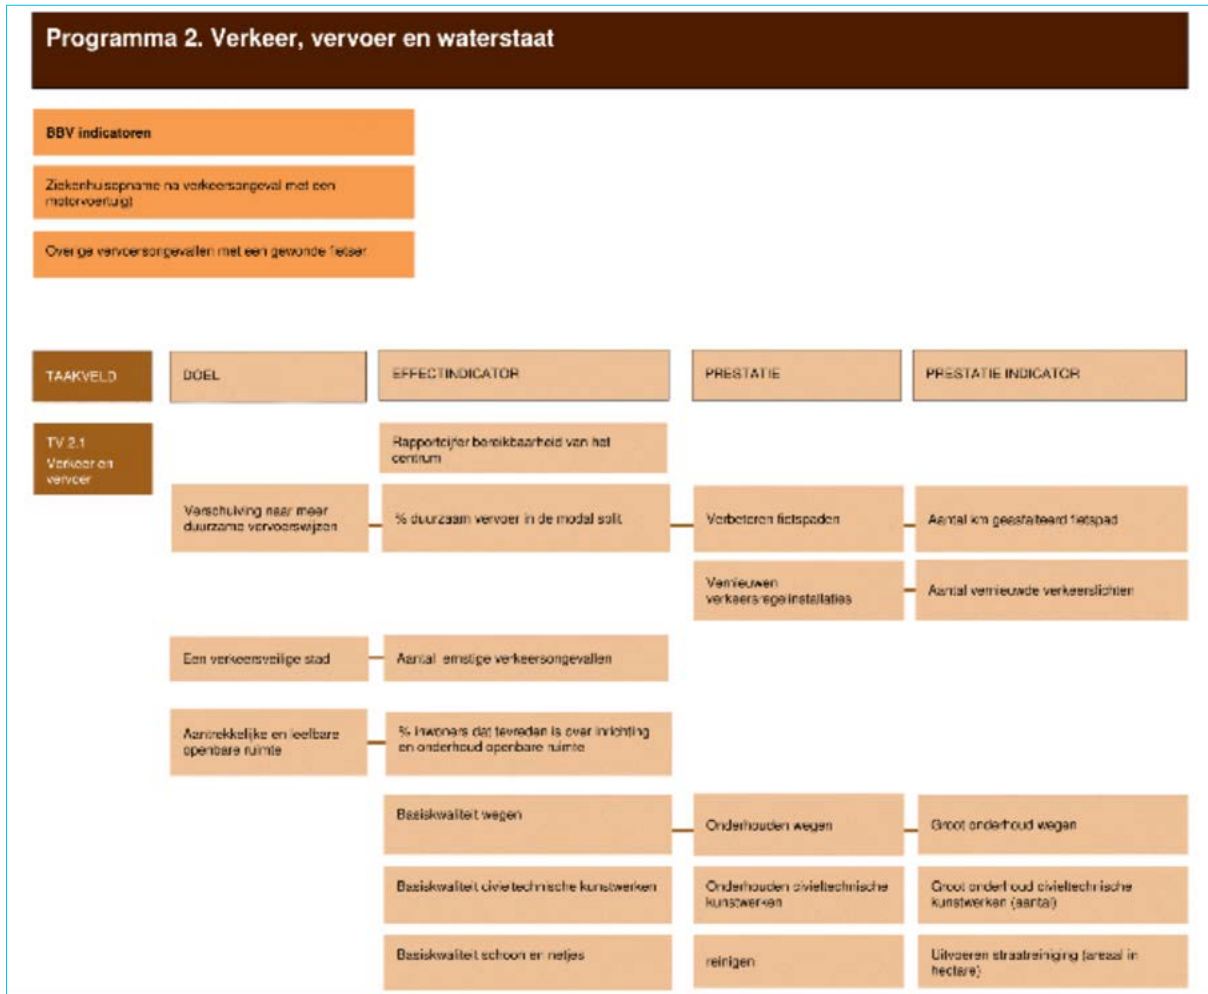 Programma 2. Verkeer, vervoer en waterstaat
BBV indicatoren
Ziekenhuisopname na verkeersongeval met een
motorvoertuig)
Overige vervoersongevallen met een gewonde fietser
TAAKVELD
DOEL
EFFECTINDICATOR
PRESTATIE
PRESTATIE INDICATOR
TV 2.1
Verkeer en
vervoer
Rapportcijfer bereikbaarheid van het
centrum
Verschuiving naar meer
duurzame vervoerswijzen
% duurzaam vervoer in de modal split
Verbeteren fietspaden
Aantal km geasfalteerd fietspad
Vernieuwen
verkeersregelinstallaties
Aantal vernieuwde verkeerslichten
Een verkeersveilige stad
Aantal ernstige verkeersongevallen
Aantrekkelijke en leefbare
openbare ruimte
% inwoners dat tevreden is over inrichting
en onderhoud openbare ruimte
Basiskwaliteit wegen
Onderhouden wegen
Groot onderhoud wegen
Basiskwaliteit civieltechnische kunstwerken
Onderhouden civieltechnische
kunstwerken
Groot onderhoud civieltechnische
kunstwerken (aantal)
Basiskwaliteit schoon en netjes
reinigen
Uitvoeren straatreiniging (areaal in
hectare)